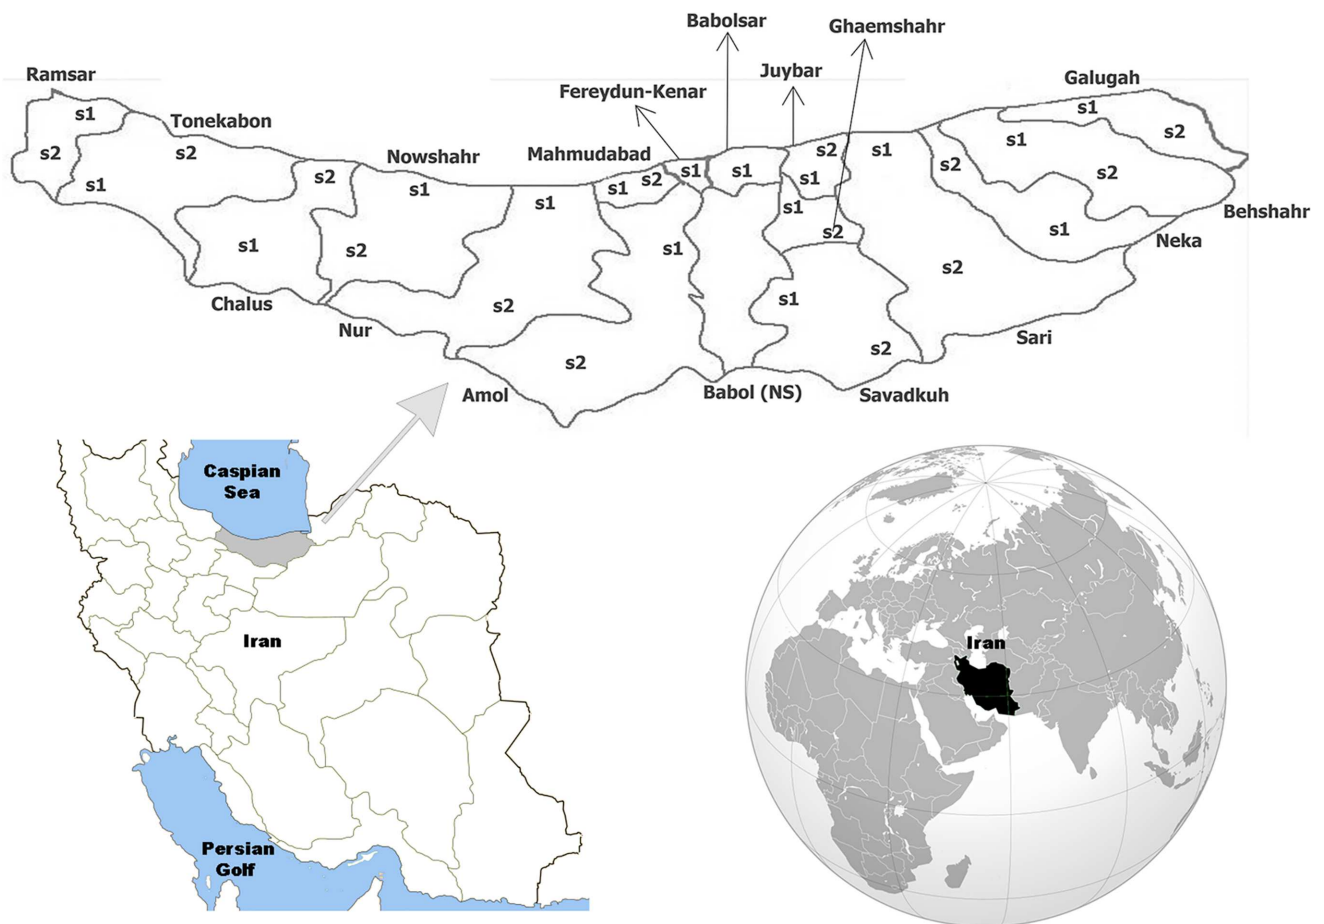 Babolsar
Ghaemshahr
Ramsar
Juybar
Galugah
Fereydun-Kenar
s1
s1
Tonekabon
s2
Nowshahr
Mahmudabad
s2
s1
s1
s2
s2
s2
s1
s2
s2
s1
s1
s2
s1
s1
s1
s2
s1
s2
s1
s1
s1
s2
Behshahr
s1
s1
s2
s1
Neka
s2
s2
s1
s2
Chalus
Nur
Sari
s2
s2
Amol
Babol (NS)
Savadkuh
Caspian
Sea
Iran
Iran
Persian
Golf